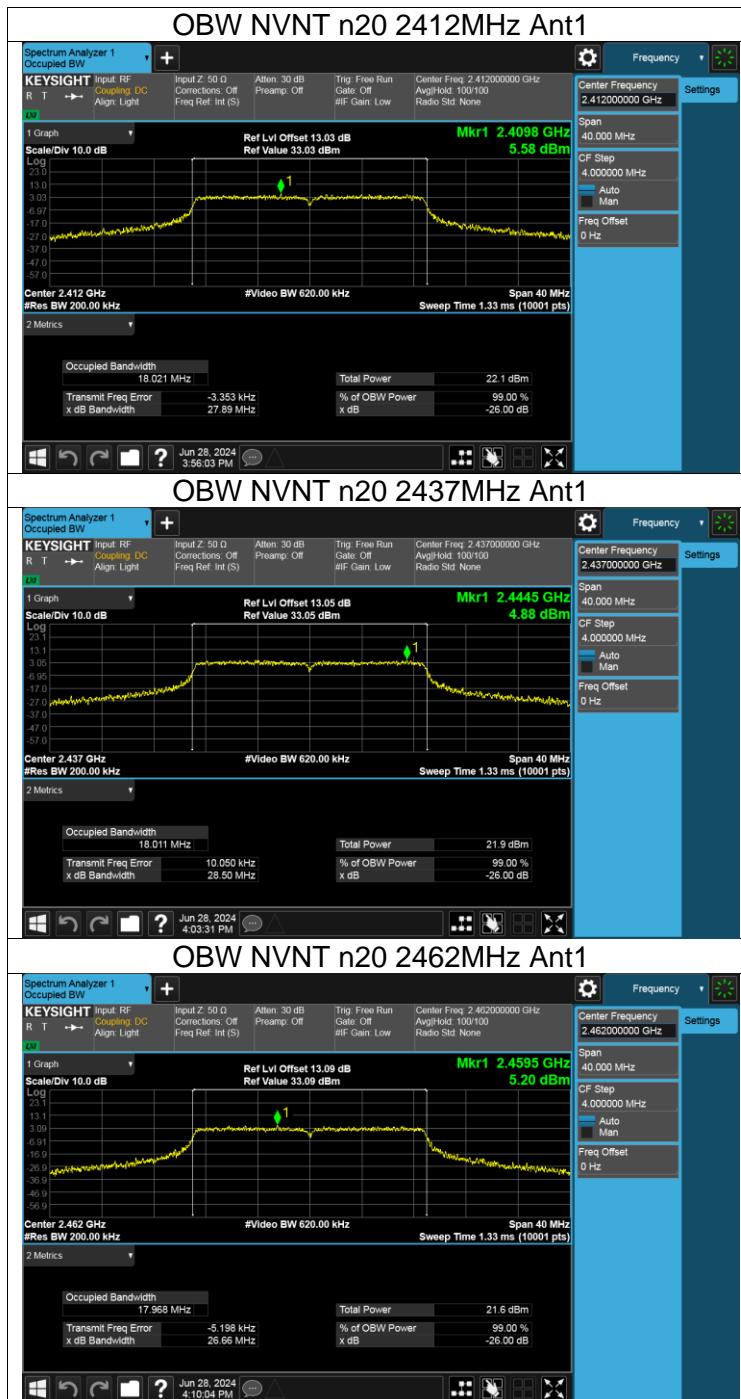 OBW NVNT n20 2412MHz Ant1
Spectrum Analyzer 1
Occupied BW
Frequency
KEYSIGHT Input: RF Input Z: 50 Ω Atten: 30 dB Trig: Free Run Center Freq: 2.412000000 GHz
R T Coupling: DC Corrections: Off Preamp: Off Gate: Off Avg|Hold: 100/100
Align: Light Freq Ref: Int (S) #IF Gain: Low Radio Std: None
LXI
Center Frequency
2.412000000 GHz
Settings
Span
40.000 MHz
CF Step
4.000000 MHz
Auto
Man
Freq Offset
0 Hz
1 Graph
Ref Lvl Offset 13.03 dB
Mkr1 2.4098 GHz
Scale/Div 10.0 dB
Ref Value 33.03 dBm
5.58 dBm
Log
23.0
13.0
3.03
-6.97
-17.0
-27.0
-37.0
-47.0
-57.0
1
Center 2.412 GHz #Video BW 620.00 kHz Span 40 MHz
#Res BW 200.00 kHz Sweep Time 1.33 ms (10001 pts)
2 Metrics
Occupied Bandwidth
18.021 MHz Total Power 22.1 dBm
Transmit Freq Error -3.353 kHz % of OBW Power 99.00 %
x dB Bandwidth 27.89 MHz x dB -26.00 dB
? Jun 28, 2024
3:56:03 PM
OBW NVNT n20 2437MHz Ant1
Spectrum Analyzer 1
Occupied BW
Frequency
KEYSIGHT Input: RF Input Z: 50 Ω Atten: 30 dB Trig: Free Run Center Freq: 2.437000000 GHz
R T Coupling: DC Corrections: Off Preamp: Off Gate: Off Avg|Hold: 100/100
Align: Light Freq Ref: Int (S) #IF Gain: Low Radio Std: None
LXI
Center Frequency
2.437000000 GHz
Settings
Span
40.000 MHz
CF Step
4.000000 MHz
Auto
Man
Freq Offset
0 Hz
1 Graph
Ref Lvl Offset 13.05 dB
Mkr1 2.4445 GHz
Scale/Div 10.0 dB
Ref Value 33.05 dBm
4.88 dBm
Log
23.1
13.1
3.05
-6.95
-17.0
-27.0
-37.0
-47.0
-57.0
1
Center 2.437 GHz #Video BW 620.00 kHz Span 40 MHz
#Res BW 200.00 kHz Sweep Time 1.33 ms (10001 pts)
2 Metrics
Occupied Bandwidth
18.011 MHz Total Power 21.9 dBm
Transmit Freq Error 10.050 kHz % of OBW Power 99.00 %
x dB Bandwidth 28.50 MHz x dB -26.00 dB
? Jun 28, 2024
4:03:31 PM
OBW NVNT n20 2462MHz Ant1
Spectrum Analyzer 1
Occupied BW
Frequency
KEYSIGHT Input: RF Input Z: 50 Ω Atten: 30 dB Trig: Free Run Center Freq: 2.462000000 GHz
R T Coupling: DC Corrections: Off Preamp: Off Gate: Off Avg|Hold: 100/100
Align: Light Freq Ref: Int (S) #IF Gain: Low Radio Std: None
LXI
Center Frequency
2.462000000 GHz
Settings
Span
40.000 MHz
CF Step
4.000000 MHz
Auto
Man
Freq Offset
0 Hz
1 Graph
Ref Lvl Offset 13.09 dB
Mkr1 2.4595 GHz
Scale/Div 10.0 dB
Ref Value 33.09 dBm
5.20 dBm
Log
23.1
13.1
3.09
-6.91
-16.9
-26.9
-36.9
-46.9
-56.9
1
Center 2.462 GHz #Video BW 620.00 kHz Span 40 MHz
#Res BW 200.00 kHz Sweep Time 1.33 ms (10001 pts)
2 Metrics
Occupied Bandwidth
17.968 MHz Total Power 21.6 dBm
Transmit Freq Error -5.198 kHz % of OBW Power 99.00 %
x dB Bandwidth 26.66 MHz x dB -26.00 dB
? Jun 28, 2024
4:10:04 PM